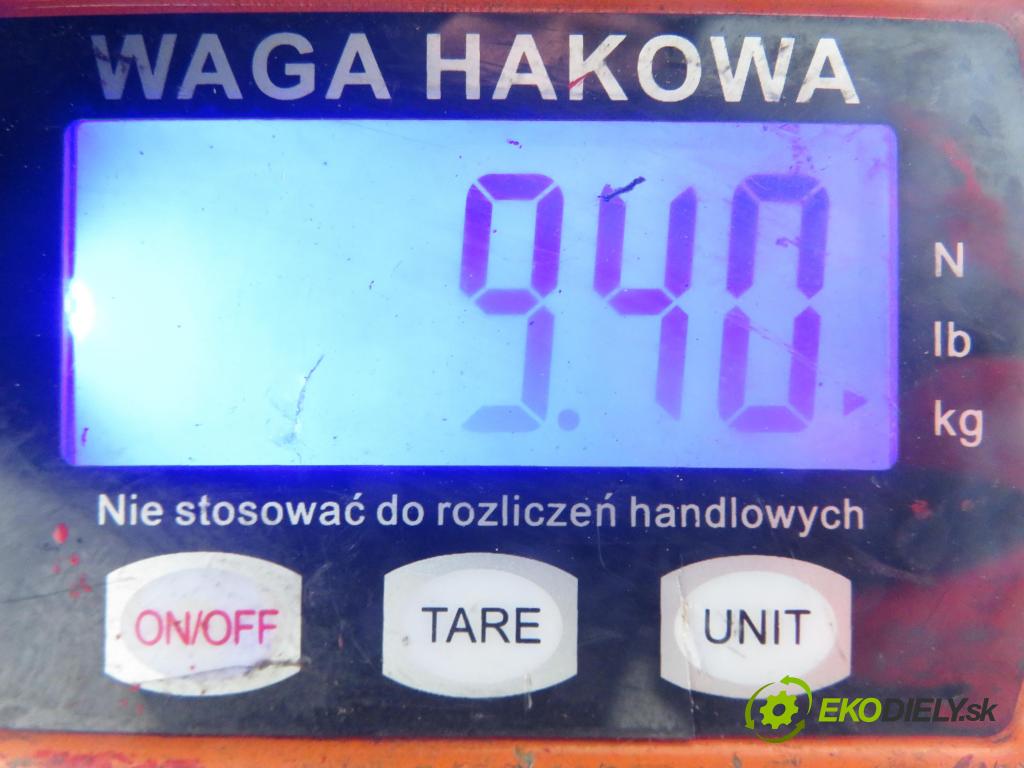 WAGA HAKOWA
9.40
N
lb
kg
Nie stosować do rozliczeń handlowych
ON/OFF TARE UNIT
EKODIELY.sk